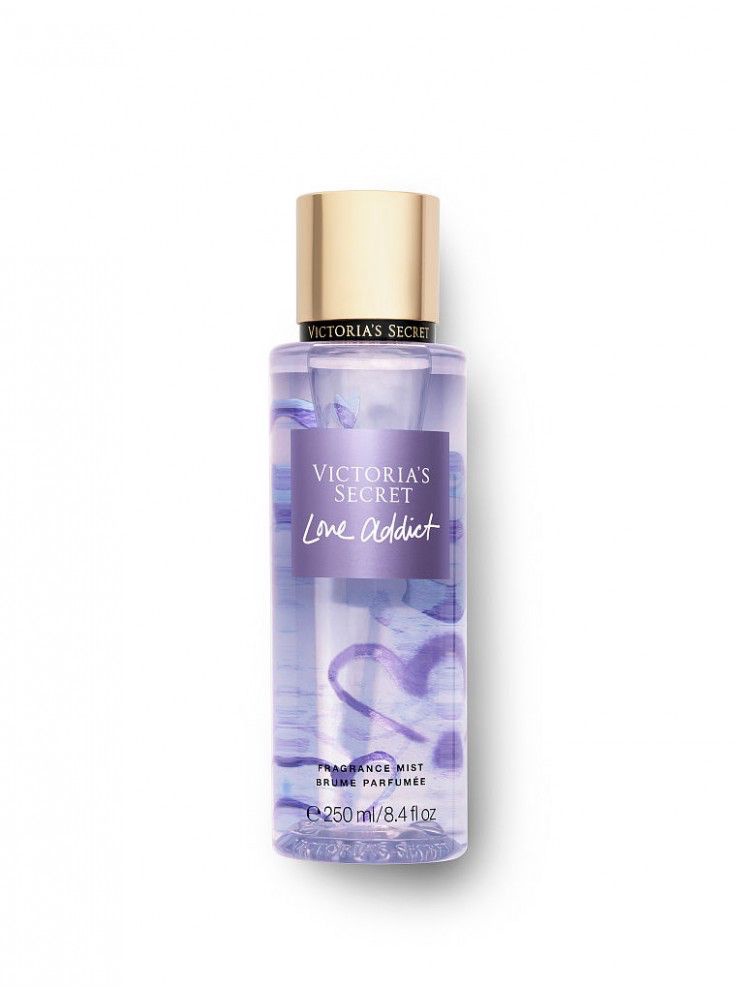 VICTORIA'S SECRET
VICTORIA'S
SECRET
Love Addict
FRAGRANCE MIST
BRUME PARFUMÉE
℮ 250 ml/8.4 fl oz